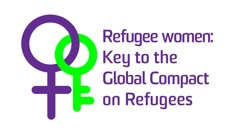 Refugee women:
Key to the
Global Compact
on Refugees